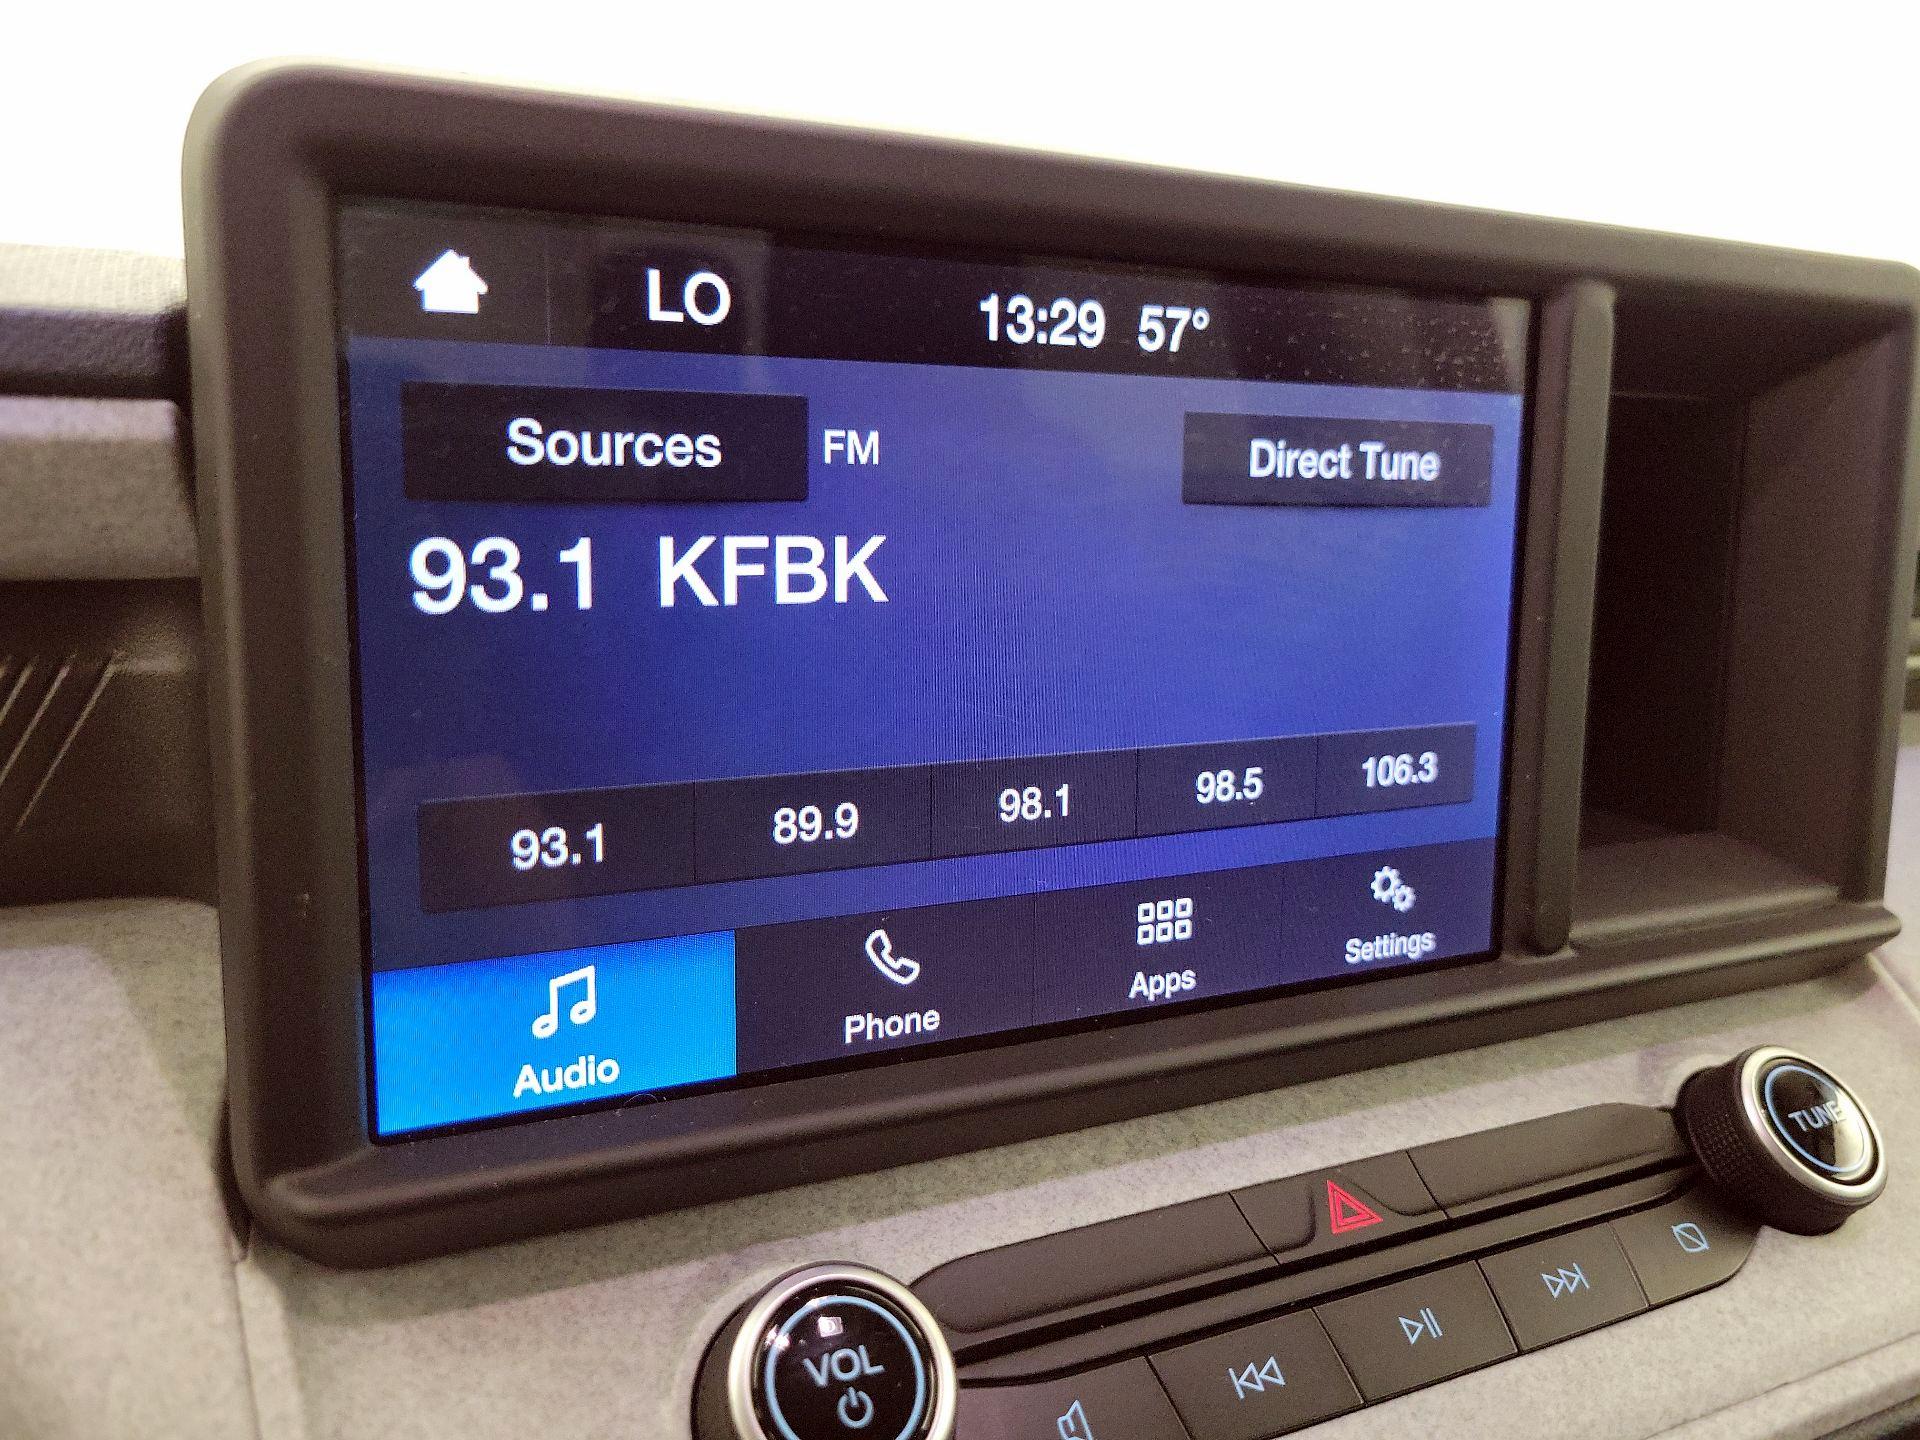 LO 13:29 57°
Sources FM Direct Tune
93.1 KFBK
93.1 89.9 98.1 98.5 106.3
Audio Phone Apps Settings
TUNE
VOL